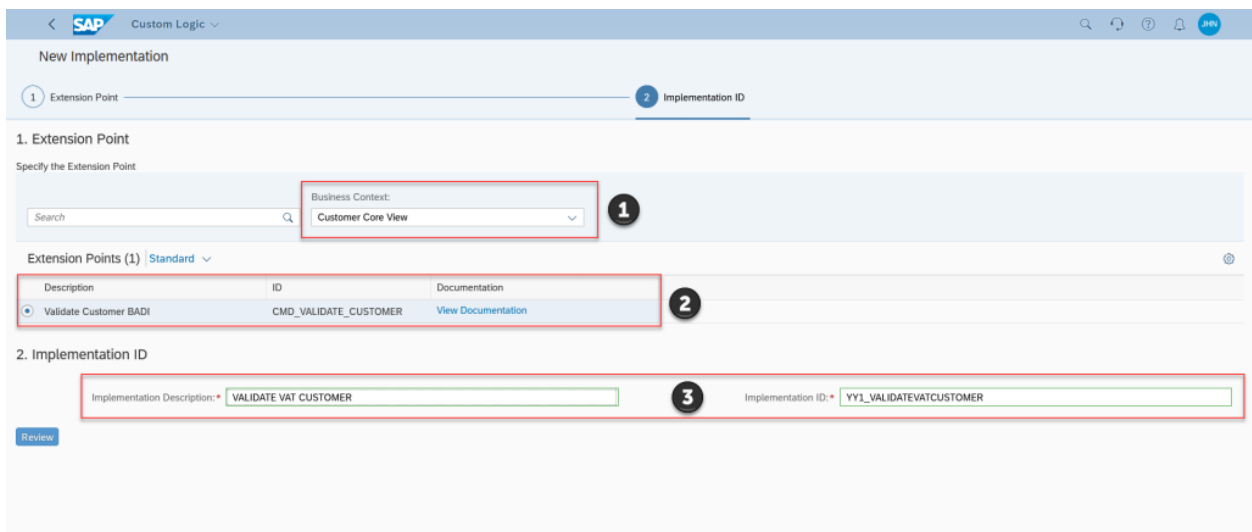 SAP Custom Logic JHN
New Implementation
1 Extension Point 2 Implementation ID
1. Extension Point
Specify the Extension Point
Business Context:
Search Customer Core View 1
Extension Points (1) Standard
Description ID Documentation
Validate Customer BADI CMD_VALIDATE_CUSTOMER View Documentation 2
2. Implementation ID
Implementation Description:* VALIDATE VAT CUSTOMER 3 Implementation ID:* YY1_VALIDATEVATCUSTOMER
Review